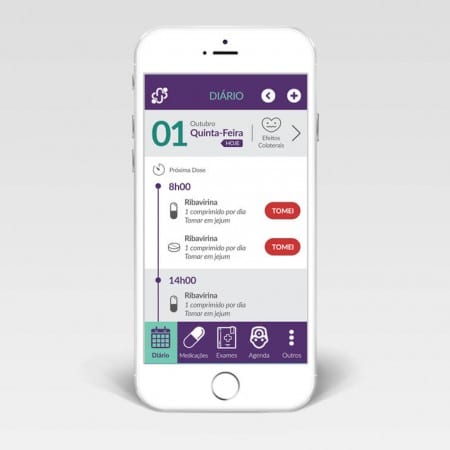 DIÁRIO
01
Outubro
Quinta-Feira
HOJE
Efeitos
Colaterais
Próxima Dose
8h00
Ribavirina
1 comprimido por dia
Tomar em jejum
TOMEI
Ribavirina
1 comprimido por dia
Tomar em jejum
TOMEI
14h00
Ribavirina
1 comprimido por dia
Tomar em jejum
Diário
Medicações
Exames
Agenda
Outros